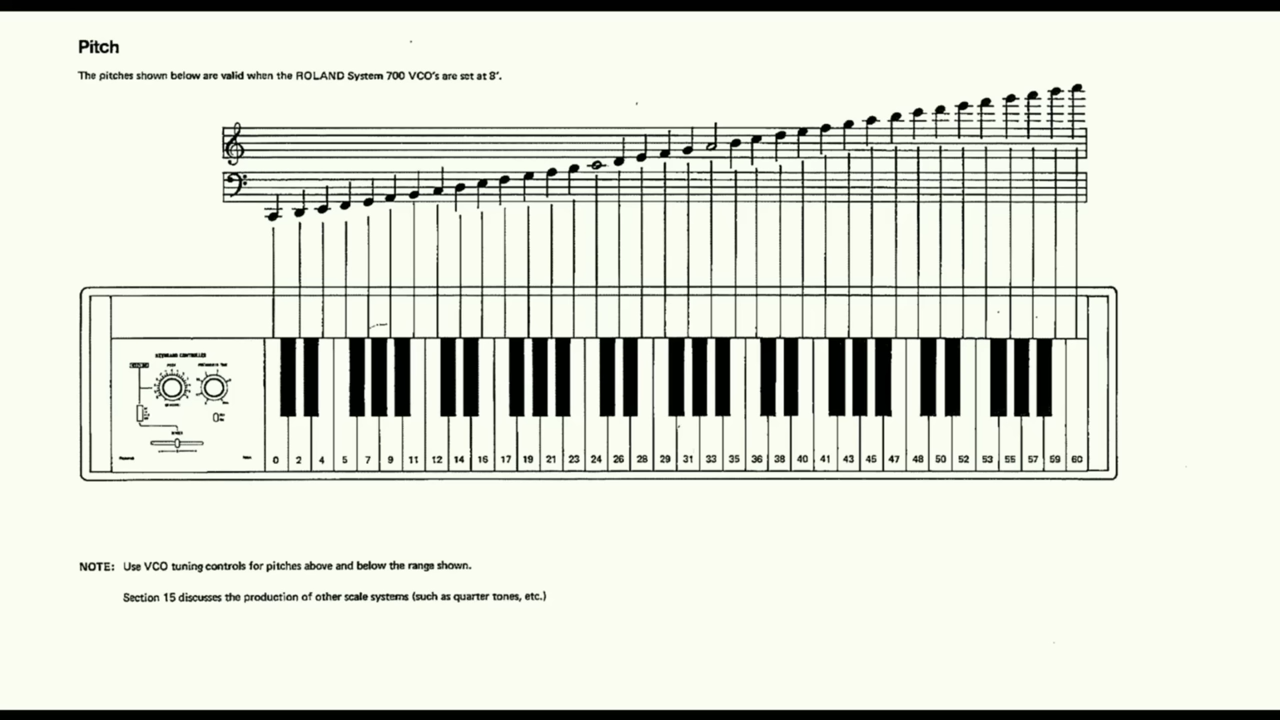 Pitch
The pitches shown below are valid when the ROLAND System 700 VCO's are set at 8'.
KEYBOARD CONTROLLER
0 2 4 5 7 9 11 12 14 16 17 19 21 23 24 26 28 29 31 33 35 36 38 40 41 43 45 47 48 50 52 53 55 57 59 60
NOTE: Use VCO tuning controls for pitches above and below the range shown.
Section 15 discusses the production of other scale systems (such as quarter tones, etc.)